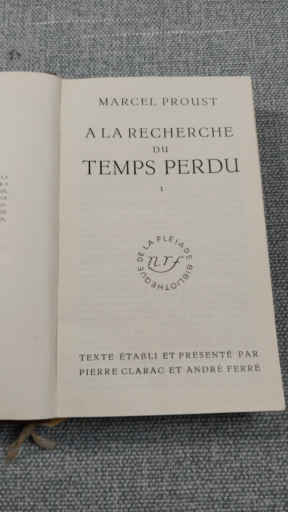 MARCEL PROUST
A LA RECHERCHE
DU
TEMPS PERDU
I
BIBLIOTHÈQUE DE LA PLÉIADE
nrf
TEXTE ÉTABLI ET PRÉSENTÉ PAR
PIERRE CLARAC ET ANDRÉ FERRÉ